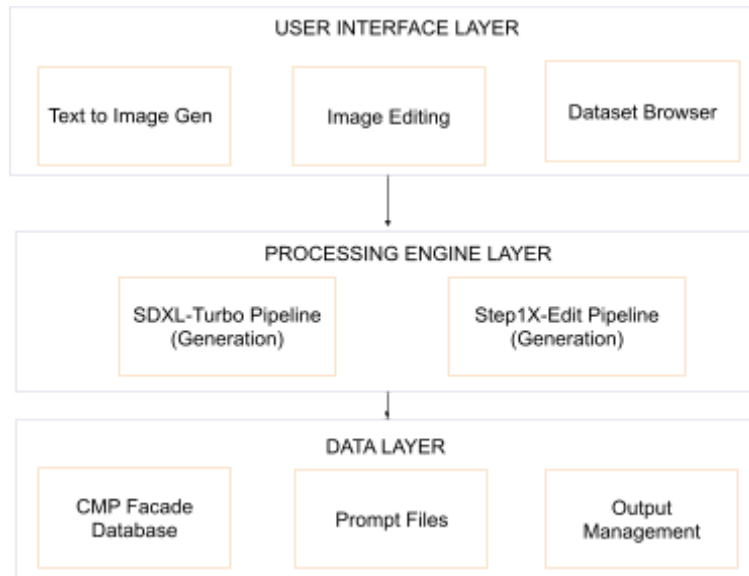 USER INTERFACE LAYER
Text to Image Gen
Image Editing
Dataset Browser
PROCESSING ENGINE LAYER
SDXL-Turbo Pipeline
(Generation)
Step1X-Edit Pipeline
(Generation)
DATA LAYER
CMP Facade
Database
Prompt Files
Output
Management